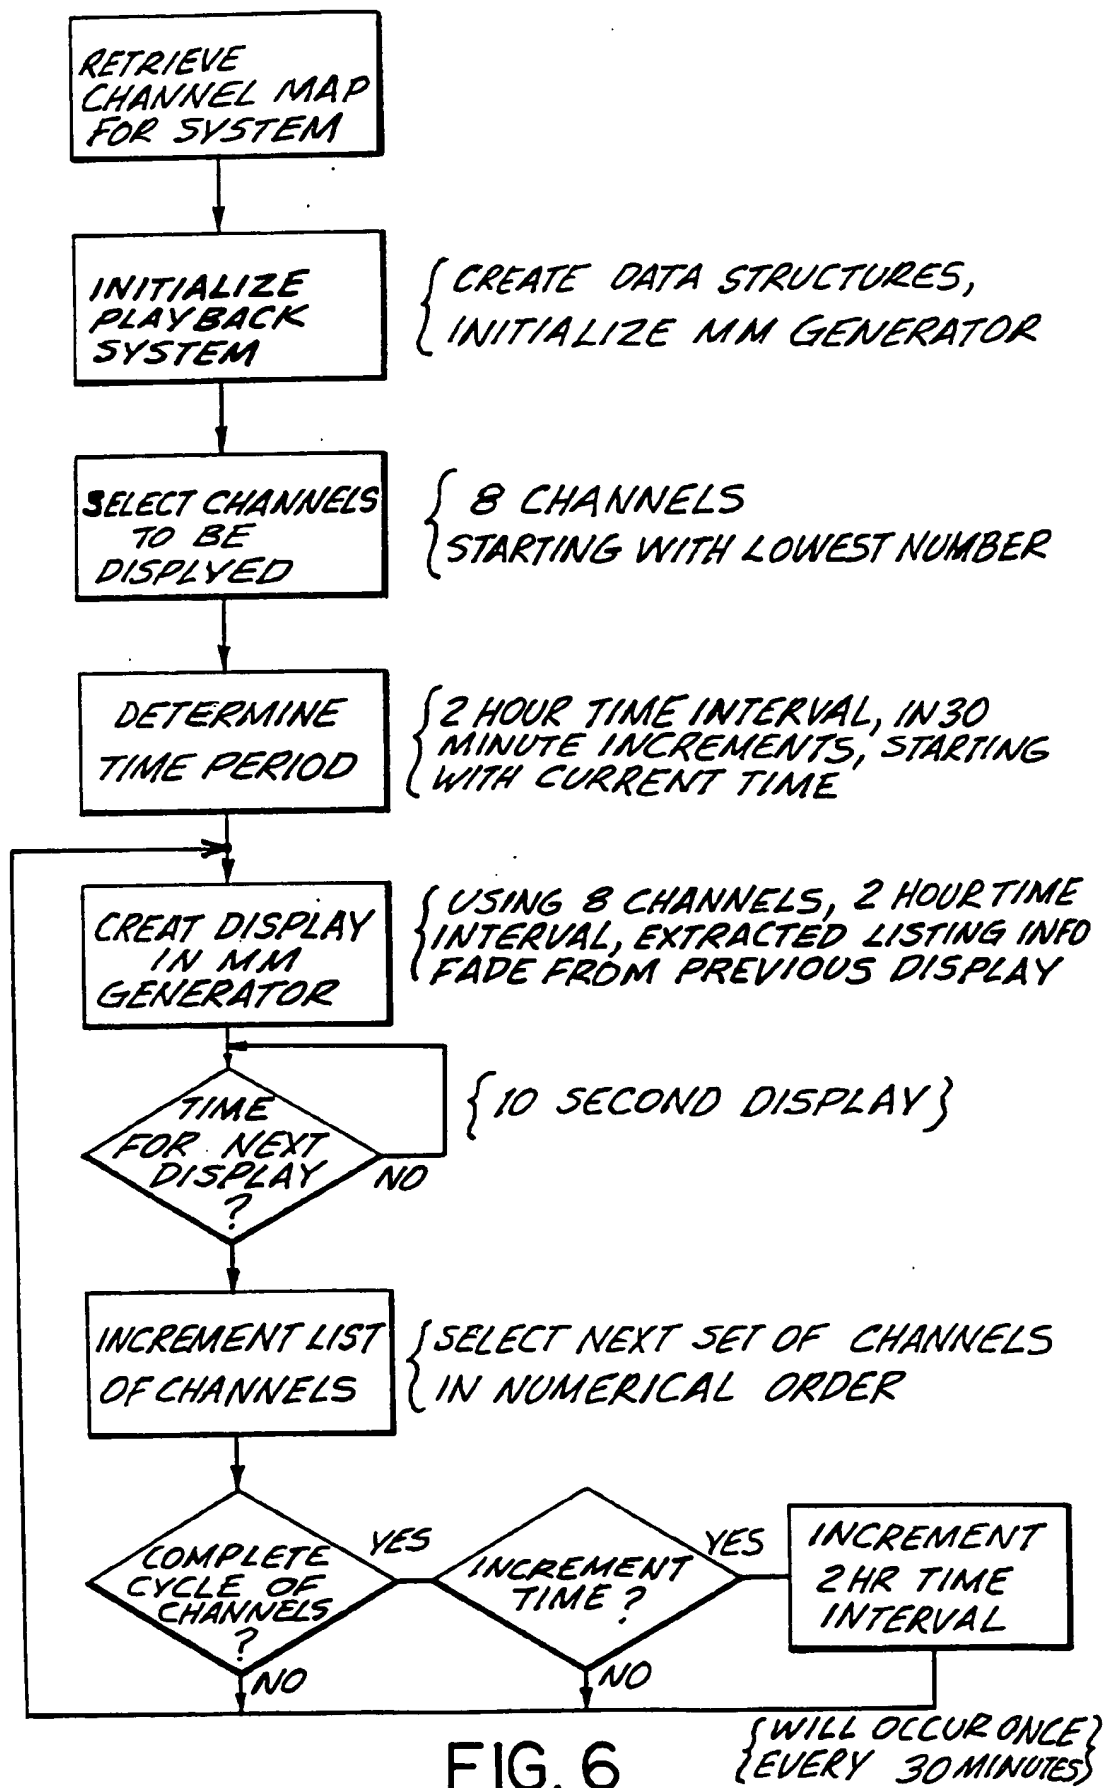 RETRIEVE
CHANNEL MAP
FOR SYSTEM
INITIALIZE
PLAYBACK
SYSTEM
{CREATE DATA STRUCTURES,
INITIALIZE MM GENERATOR
SELECT CHANNELS
TO BE
DISPLYED
{8 CHANNELS
STARTING WITH LOWEST NUMBER
DETERMINE
TIME PERIOD
{2 HOUR TIME INTERVAL, IN 30
MINUTE INCREMENTS, STARTING
WITH CURRENT TIME
CREAT DISPLAY
IN MM
GENERATOR
{USING 8 CHANNELS, 2 HOUR TIME
INTERVAL, EXTRACTED LISTING INFO
FADE FROM PREVIOUS DISPLAY
TIME
FOR NEXT
DISPLAY
?
NO
{10 SECOND DISPLAY}
INCREMENT LIST
OF CHANNELS
{SELECT NEXT SET OF CHANNELS
IN NUMERICAL ORDER
COMPLETE
CYCLE OF
CHANNELS
?
YES
NO
INCREMENT
TIME?
YES
NO
INCREMENT
2HR TIME
INTERVAL
{WILL OCCUR ONCE}
{EVERY 30 MINUTES}
FIG. 6